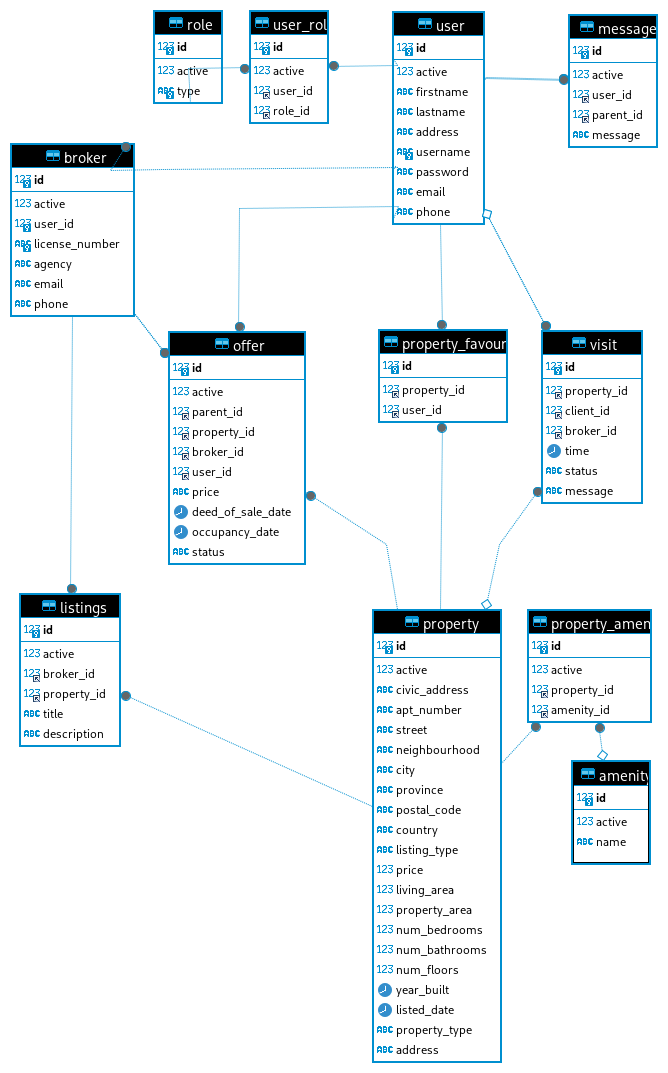 role
123 id
123 active
ABC type
user_rol
123 id
123 active
123 user_id
123 role_id
user
123 id
123 active
ABC firstname
ABC lastname
ABC address
ABC username
ABC password
ABC email
ABC phone
message
123 id
123 active
123 user_id
123 parent_id
ABC message
broker
123 id
123 active
123 user_id
ABC license_number
ABC agency
ABC email
ABC phone
offer
123 id
123 active
123 parent_id
123 property_id
123 broker_id
123 user_id
ABC price
deed_of_sale_date
occupancy_date
ABC status
property_favour
123 id
123 property_id
123 user_id
visit
123 id
123 property_id
123 client_id
123 broker_id
time
ABC status
ABC message
listings
123 id
123 active
123 broker_id
123 property_id
ABC title
ABC description
property
123 id
123 active
ABC civic_address
ABC apt_number
ABC street
ABC neighbourhood
ABC city
ABC province
ABC postal_code
ABC country
ABC listing_type
123 price
123 living_area
123 property_area
123 num_bedrooms
123 num_bathrooms
123 num_floors
year_built
listed_date
ABC property_type
ABC address
property_amen
123 id
123 active
123 property_id
123 amenity_id
amenity
123 id
123 active
ABC name